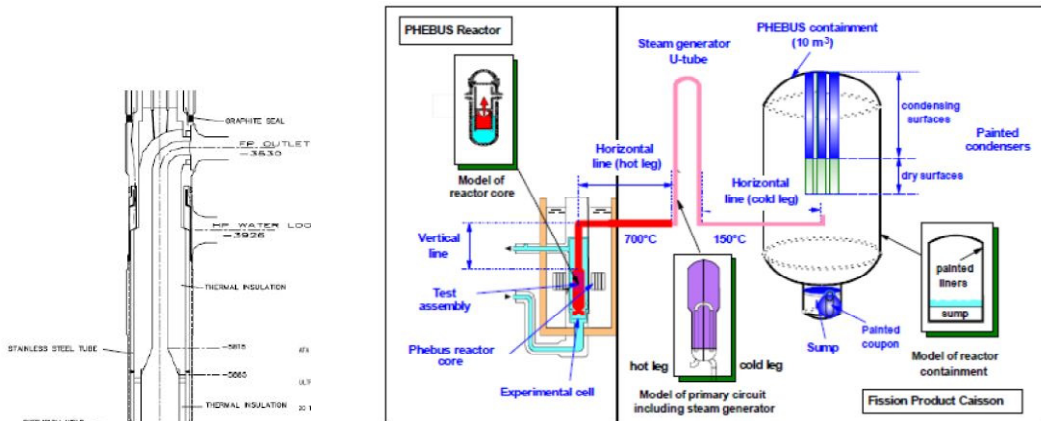 GRAPHITE SEAL
FP OUTLET
-3630
HP WATER LOO
-3926
THERMAL INSULATION
STAINLESS STEEL TUBE
THERMAL INSULATION
PHEBUS Reactor
Model of
reactor core
Vertical
line
Test
assembly
Phebus reactor
core
Experimental cell
Horizontal
line (hot leg)
700°C
Steam generator
U-tube
Horizontal
line (cold leg)
150°C
hot leg
cold leg
Model of primary circuit
including steam generator
PHEBUS containment
(10 m³)
condensing
surfaces
dry surfaces
Painted
condensers
Sump
Painted
coupon
painted
liners
sump
Model of reactor
containment
Fission Product Caisson